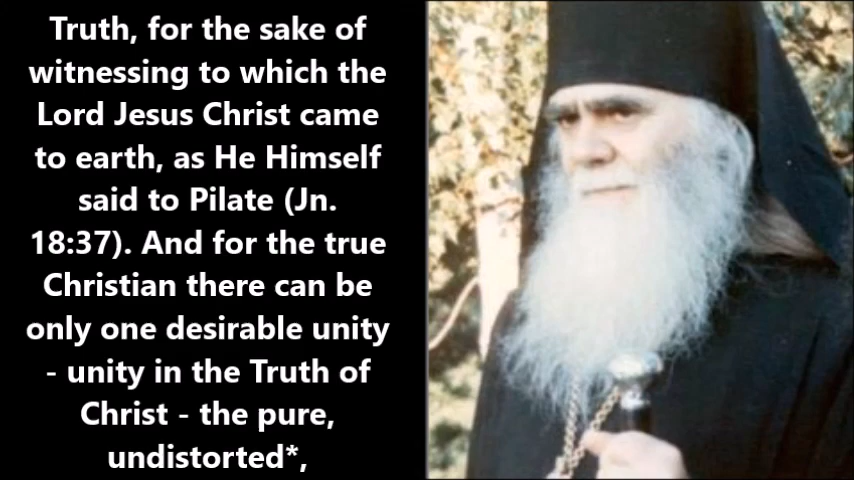 Truth, for the sake of
witnessing to which the
Lord Jesus Christ came
to earth, as He Himself
said to Pilate (Jn.
18:37). And for the true
Christian there can be
only one desirable unity
- unity in the Truth of
Christ - the pure,
undistorted*,